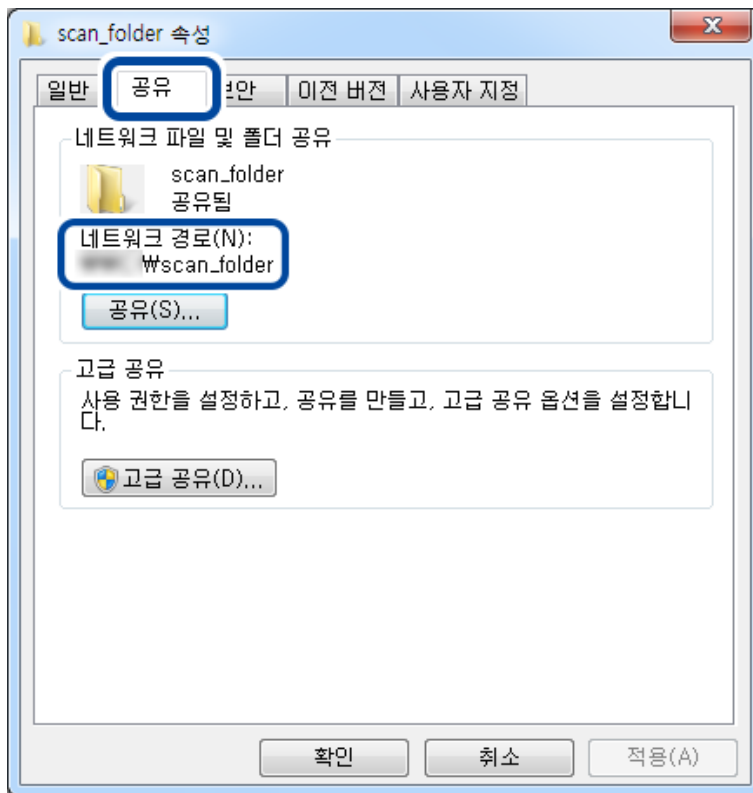 scan_folder 속성
일반
공유
보안
이전 버전
사용자 지정
네트워크 파일 및 폴더 공유
scan_folder
공유됨
네트워크 경로(N):
₩scan_folder
공유(S)...
고급 공유
사용 권한을 설정하고, 공유를 만들고, 고급 공유 옵션을 설정합니
다.
고급 공유(D)...
확인
취소
적용(A)